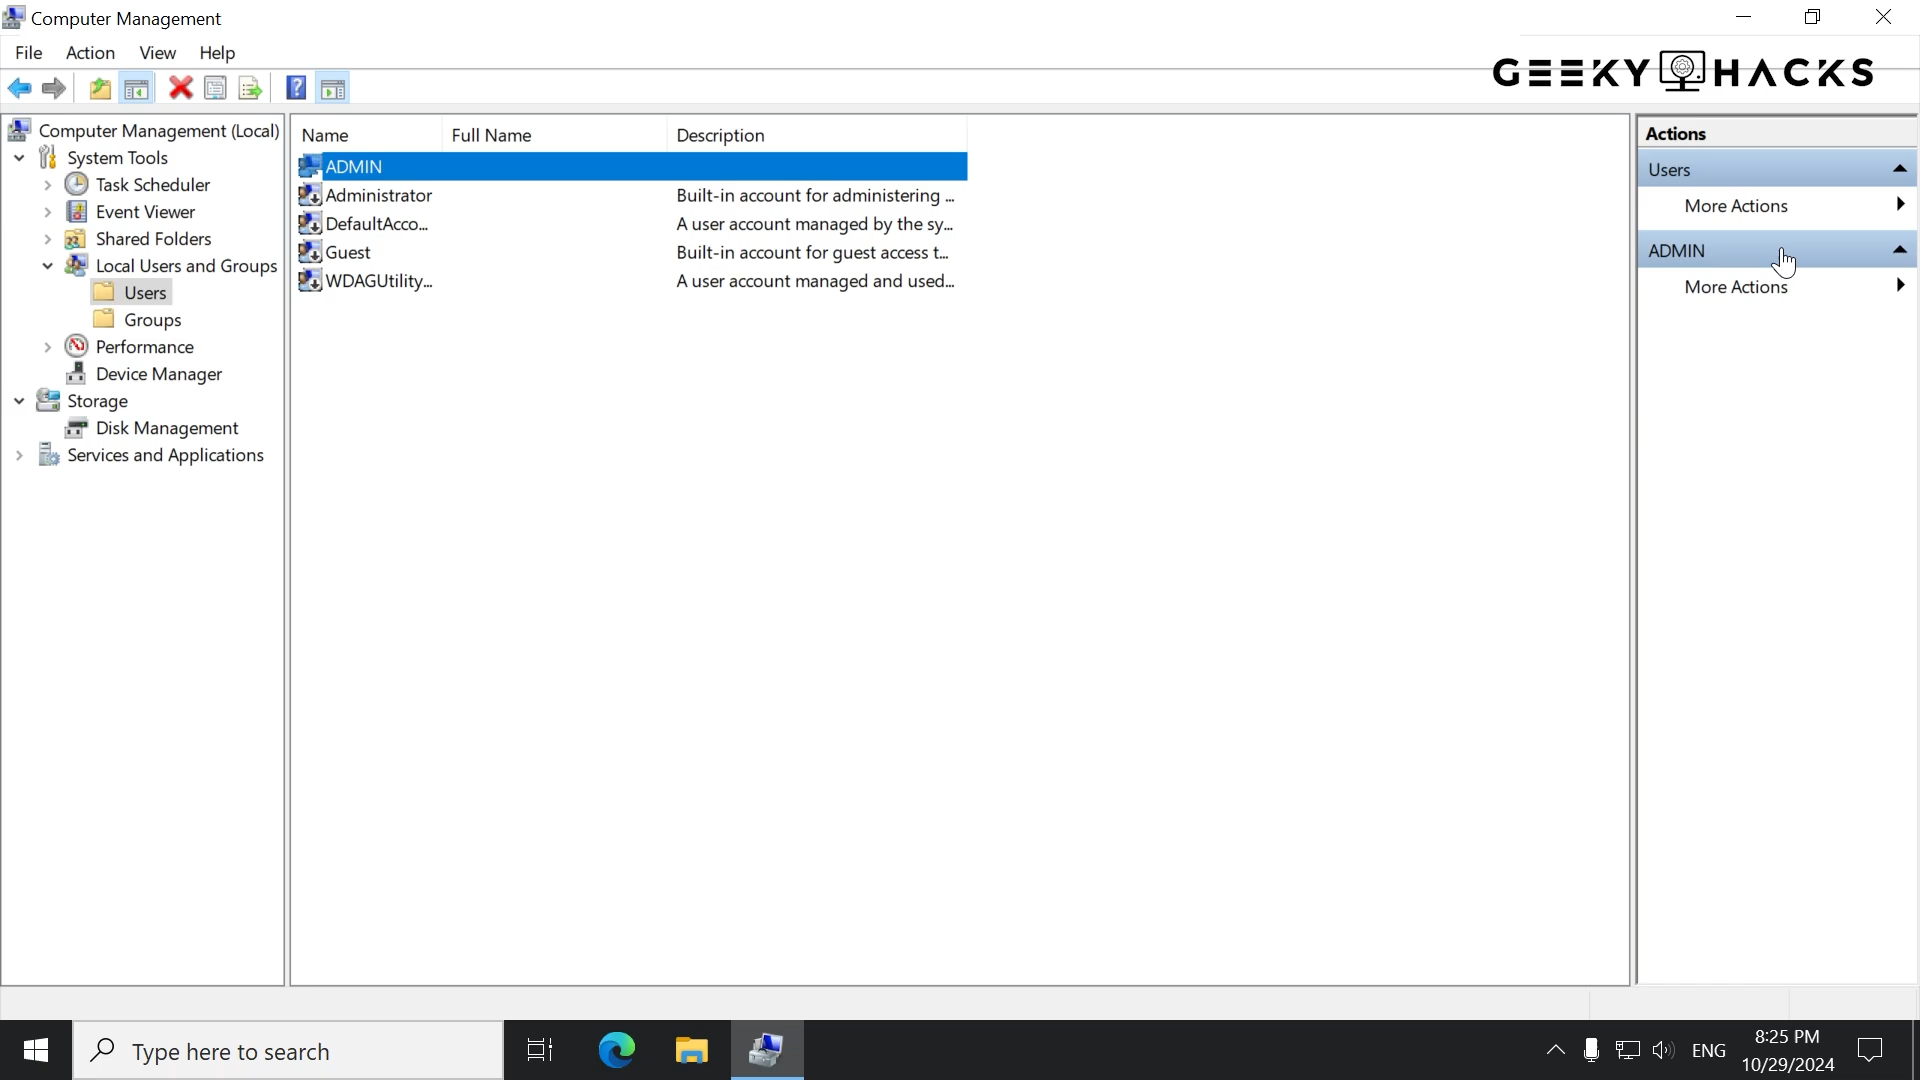 Computer Management
File Action View Help
GEEKY HACKS
Computer Management (Local)
System Tools
Task Scheduler
Event Viewer
Shared Folders
Local Users and Groups
Users
Groups
Performance
Device Manager
Storage
Disk Management
Services and Applications
Name Full Name Description
ADMIN
Administrator Built-in account for administering ...
DefaultAcco... A user account managed by the sy...
Guest Built-in account for guest access t...
WDAGUtility... A user account managed and used...
Actions
Users
More Actions
ADMIN
More Actions
Type here to search
ENG
8:25 PM
10/29/2024